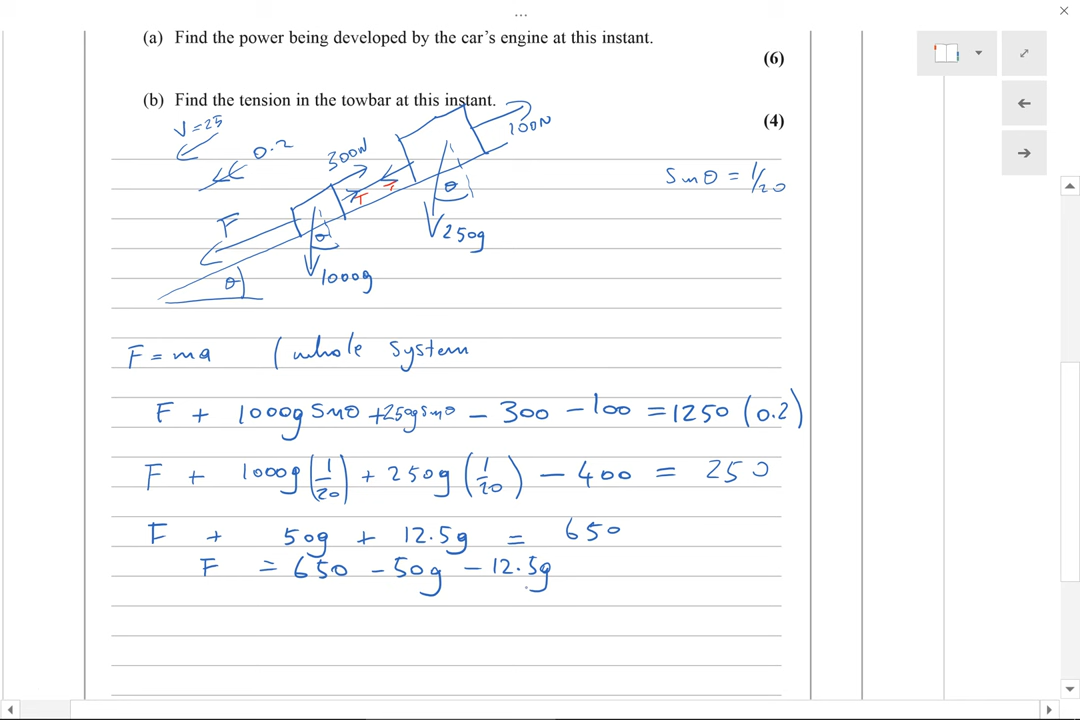 (a) Find the power being developed by the car's engine at this instant.
(6)
(b) Find the tension in the towbar at this instant.
(4)
V = 25
0.2
300N
100N
Sinθ = 1/20
T T
θ
F
250g
θ
θ
1000g
F = ma ( whole system
F + 1000g Sinθ + 250g sinθ - 300 - 100 = 1250 (0.2)
F + 1000g (1/20) + 250g (1/20) - 400 = 250
F + 50g + 12.5g = 650
F = 650 - 50g - 12.5g